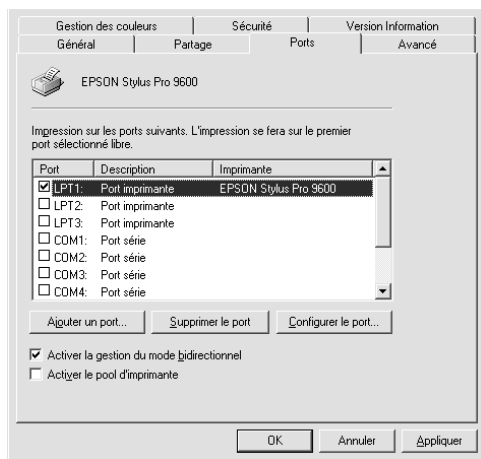 Gestion des couleurs Sécurité Version Information
Général Partage Ports Avancé
EPSON Stylus Pro 9600
Impression sur les ports suivants. L'impression se fera sur le premier
port sélectionné libre.
Port Description Imprimante
LPT1: Port imprimante EPSON Stylus Pro 9600
LPT2: Port imprimante
LPT3: Port imprimante
COM1: Port série
COM2: Port série
COM3: Port série
COM4: Port série
Ajouter un port... Supprimer le port Configurer le port...
Activer la gestion du mode bidirectionnel
Activer le pool d'imprimante
OK Annuler Appliquer